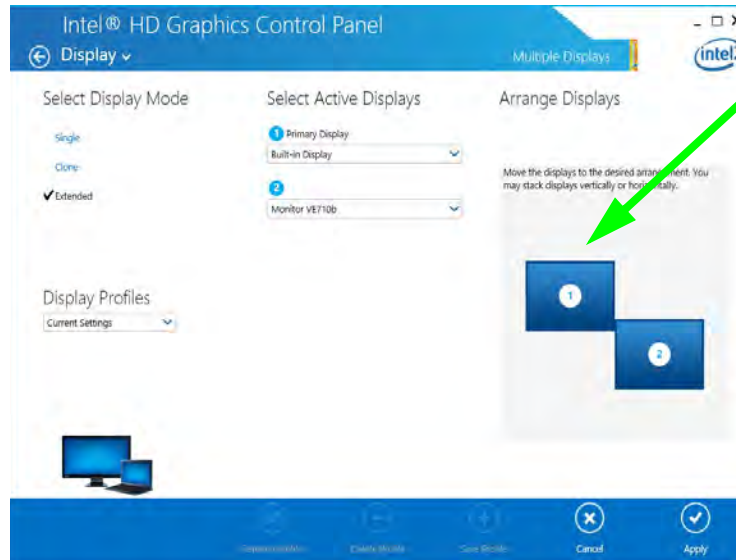 Intel® HD Graphics Control Panel
Display
Multiple Displays
intel
Select Display Mode
Single
Clone
Extended
Select Active Displays
1 Primary Display
Built-in Display
2
Monitor VE710b
Arrange Displays
Move the displays to the desired arrangement. You
may stack displays vertically or horizontally.
1
2
Display Profiles
Current Settings
Save Profile
Cancel
Apply